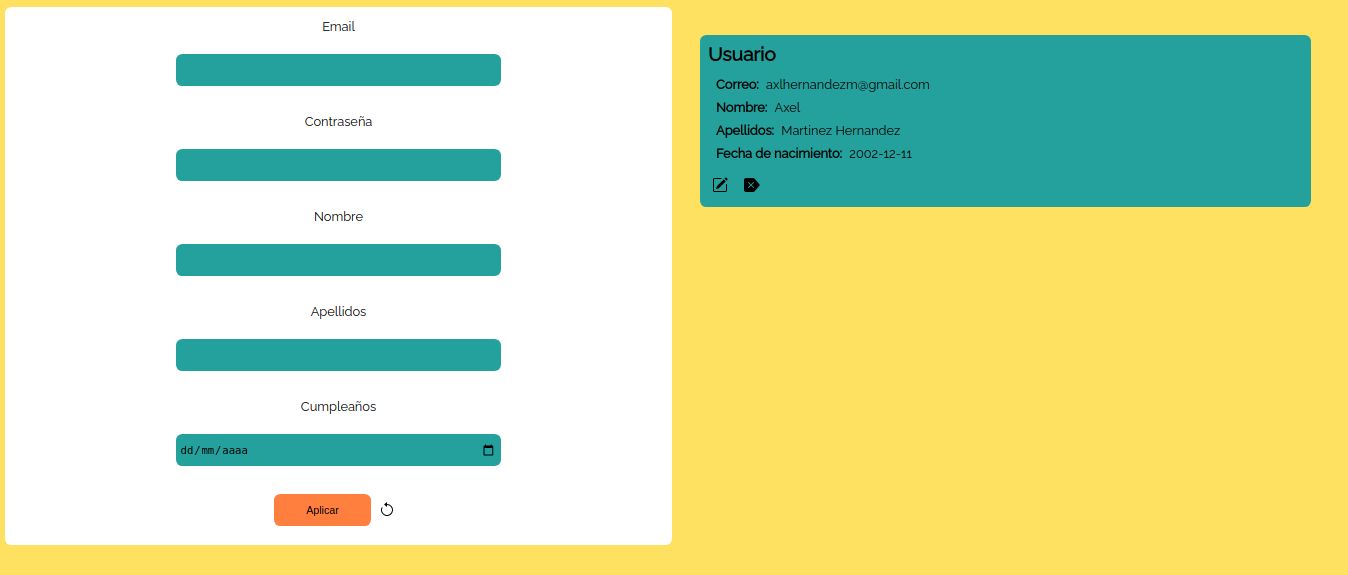 Email
Contraseña
Nombre
Apellidos
Cumpleaños
dd/mm/aaaa
Aplicar
Usuario
Correo: axlhernandezm@gmail.com
Nombre: Axel
Apellidos: Martinez Hernandez
Fecha de nacimiento: 2002-12-11